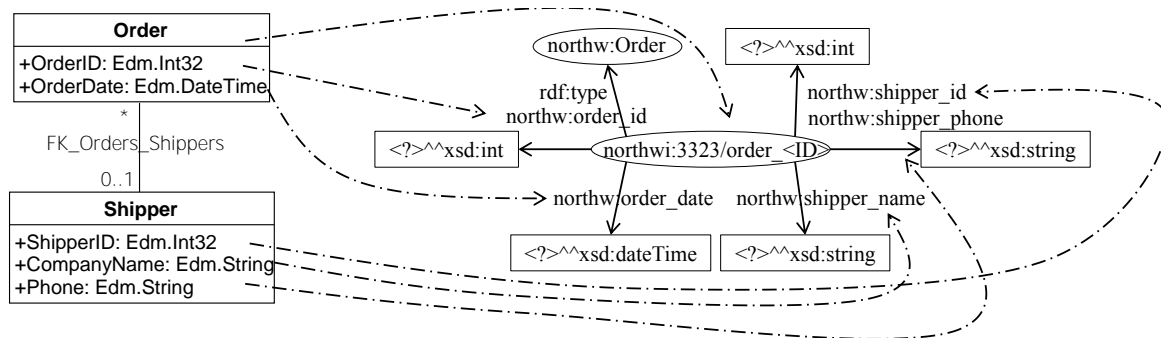 Order
+OrderID: Edm.Int32
+OrderDate: Edm.DateTime
*
FK_Orders_Shippers
0..1
Shipper
+ShipperID: Edm.Int32
+CompanyName: Edm.String
+Phone: Edm.String
northw:Order
<?>^^xsd:int
rdf:type
northw:order_id
northw:shipper_id
northw:shipper_phone
<?>^^xsd:int
northwi:3323/order_<ID>
<?>^^xsd:string
northw:order_date
northw:shipper_name
<?>^^xsd:dateTime
<?>^^xsd:string